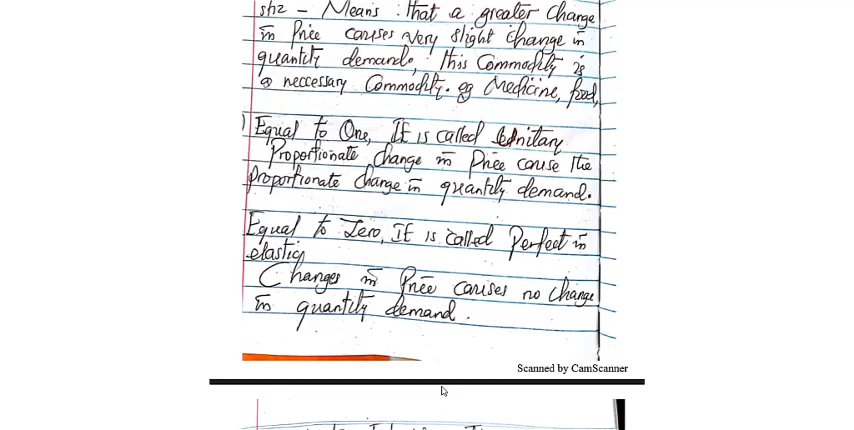 Means: that a greater change
in Price causes very slight change in
quantity demand, this Commodity is
a neccessary Commodity. eg Medicine, food,
) Equal to One, It is called Unitary
Proportionate change in Price cause the
proportionate change in quantity demand.
Equal to Zero, It is called Perfect in
elastic
Changes in Price causes no change
in quantity demand.
Scanned by CamScanner